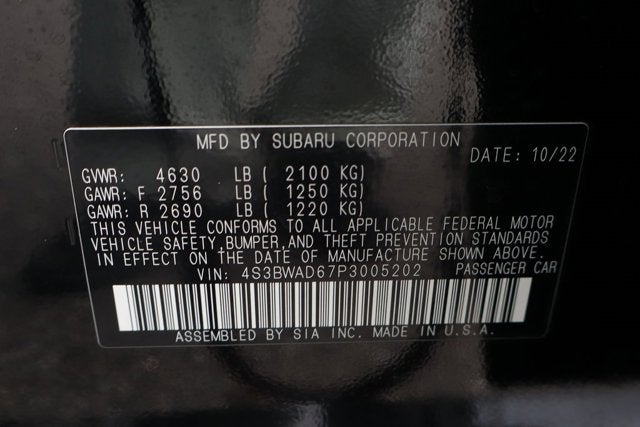 MFD BY SUBARU CORPORATION
DATE: 10/22
GVWR: 4630 LB ( 2100 KG)
GAWR: F 2756 LB ( 1250 KG)
GAWR: R 2690 LB ( 1220 KG)
THIS VEHICLE CONFORMS TO ALL APPLICABLE FEDERAL MOTOR
VEHICLE SAFETY, BUMPER, AND THEFT PREVENTION STANDARDS
IN EFFECT ON THE DATE OF MANUFACTURE SHOWN ABOVE.
VIN: 4S3BWAD67P3005202 PASSENGER CAR
ASSEMBLED BY SIA INC. MADE IN U.S.A.